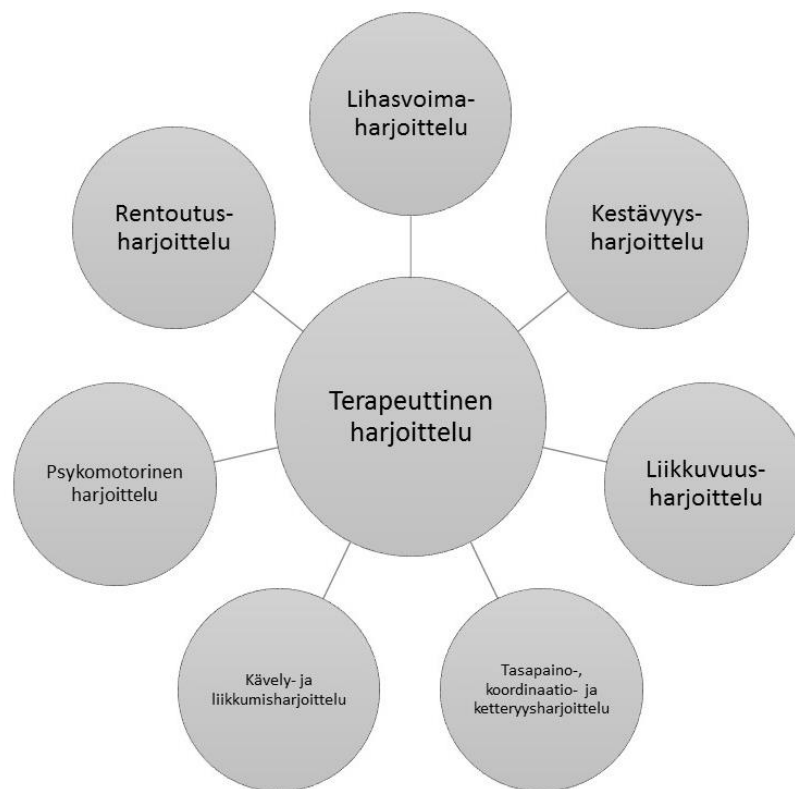 Lihasvoima-
harjoittelu
Rentoutus-
harjoittelu
Kestävyys-
harjoittelu
Terapeuttinen
harjoittelu
Psykomotorinen
harjoittelu
Liikkuvuus-
harjoittelu
Kävely- ja
liikkumisharjoittelu
Tasapaino-,
koordinaatio- ja
ketteryysharjoittelu